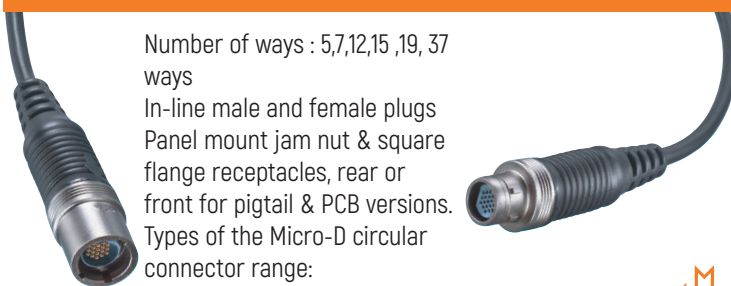 Number of ways : 5,7,12,15 ,19, 37
ways
In-line male and female plugs
Panel mount jam nut & square
flange receptacles, rear or
front for pigtail & PCB versions.
Types of the Micro-D circular
connector range:
M